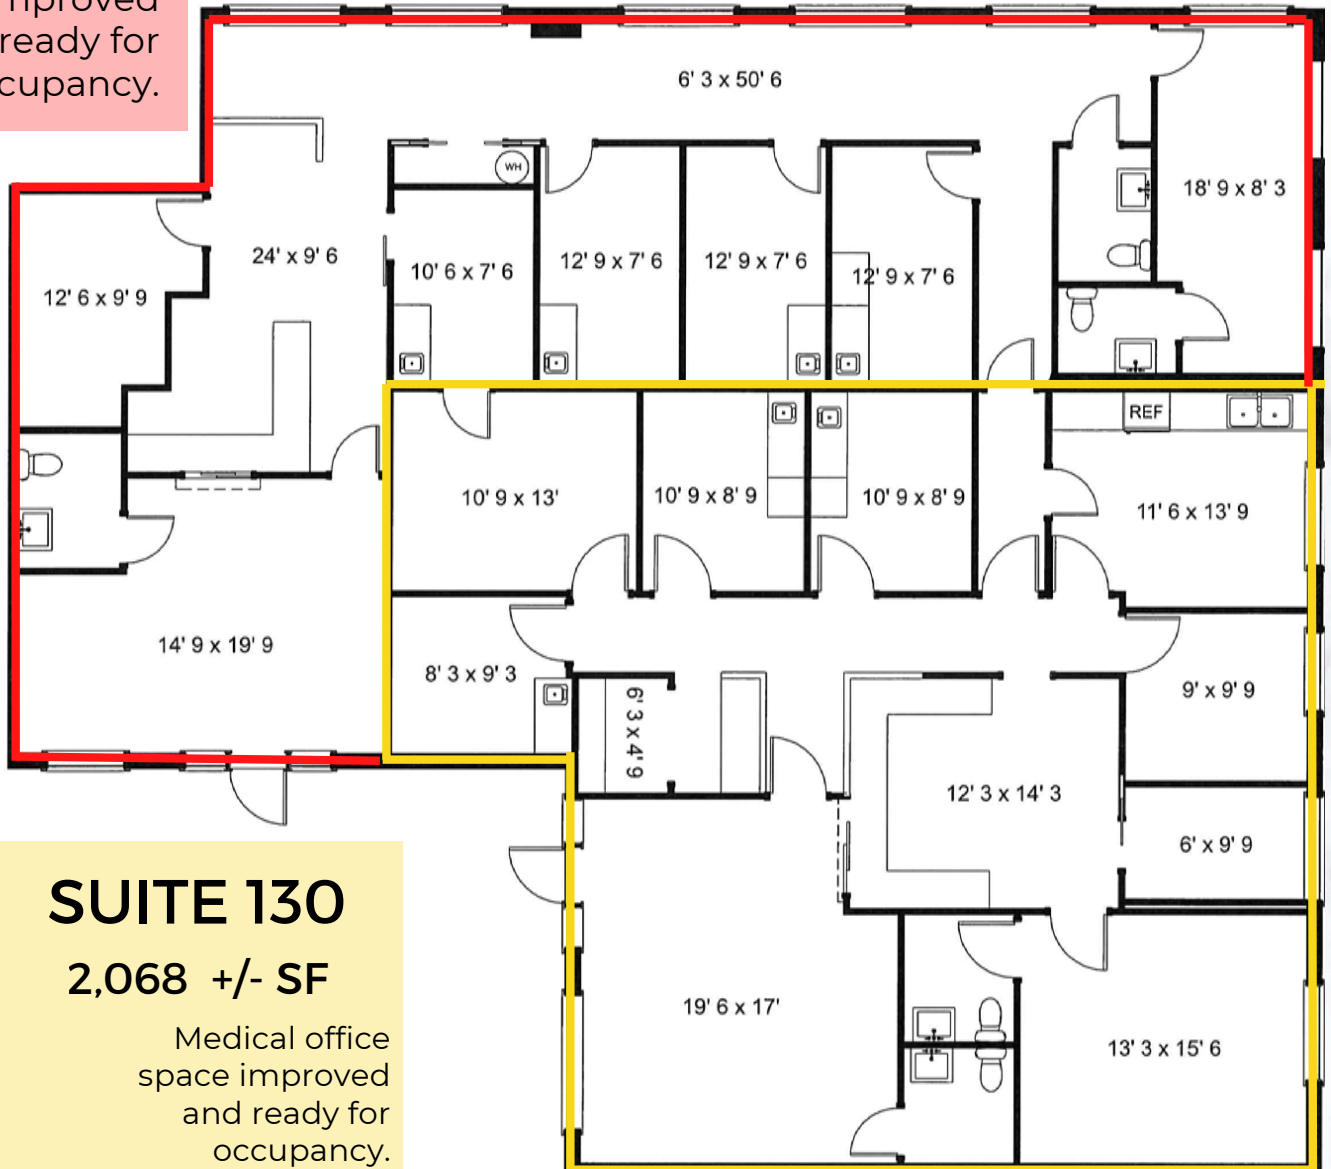 improved
ready for
occupancy.
6' 3 x 50' 6
WH
18' 9 x 8' 3
24' x 9' 6
10' 6 x 7' 6
12' 9 x 7' 6
12' 9 x 7' 6
12' 9 x 7' 6
12' 6 x 9' 9
REF
10' 9 x 13'
10' 9 x 8' 9
10' 9 x 8' 9
11' 6 x 13' 9
14' 9 x 19' 9
8' 3 x 9' 3
6' 3 x 4' 9
9' x 9' 9
12' 3 x 14' 3
6' x 9' 9
19' 6 x 17'
13' 3 x 15' 6
SUITE 130
2,068 +/- SF
Medical office
space improved
and ready for
occupancy.